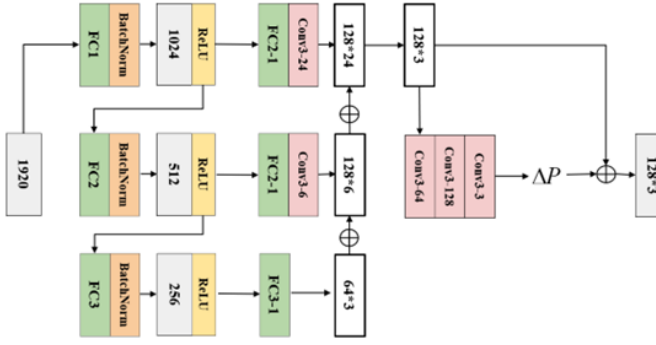 1920
FC1
BatchNorm
1024
ReLU
FC2-1
Conv3-24
128*24
128*3
FC2
BatchNorm
512
ReLU
FC2-1
Conv3-6
128*6
Conv3-64
Conv3-128
Conv3-3
ΔP
128*3
FC3
BatchNorm
256
ReLU
FC3-1
64*3